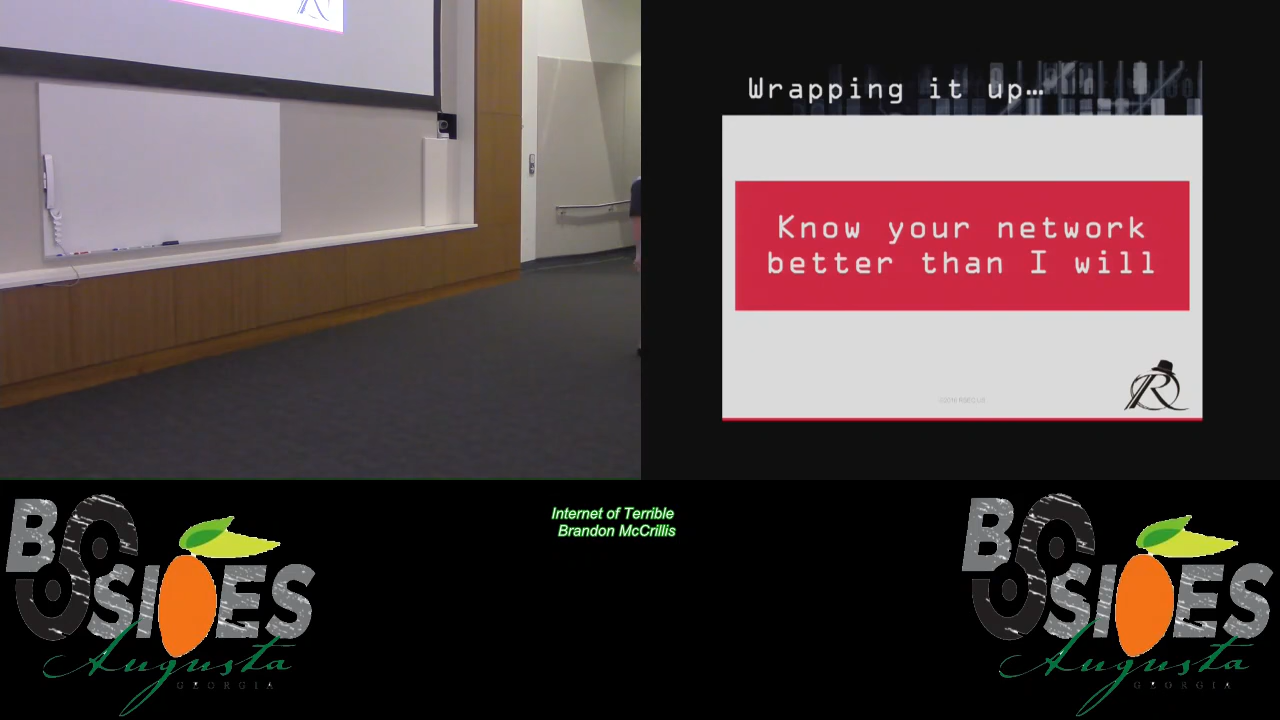 Wrapping it up…
Know your network
better than I will
Internet of Terrible
Brandon McCrillis
BSIDES
Augusta
GEORGIA
BSIDES
Augusta
GEORGIA